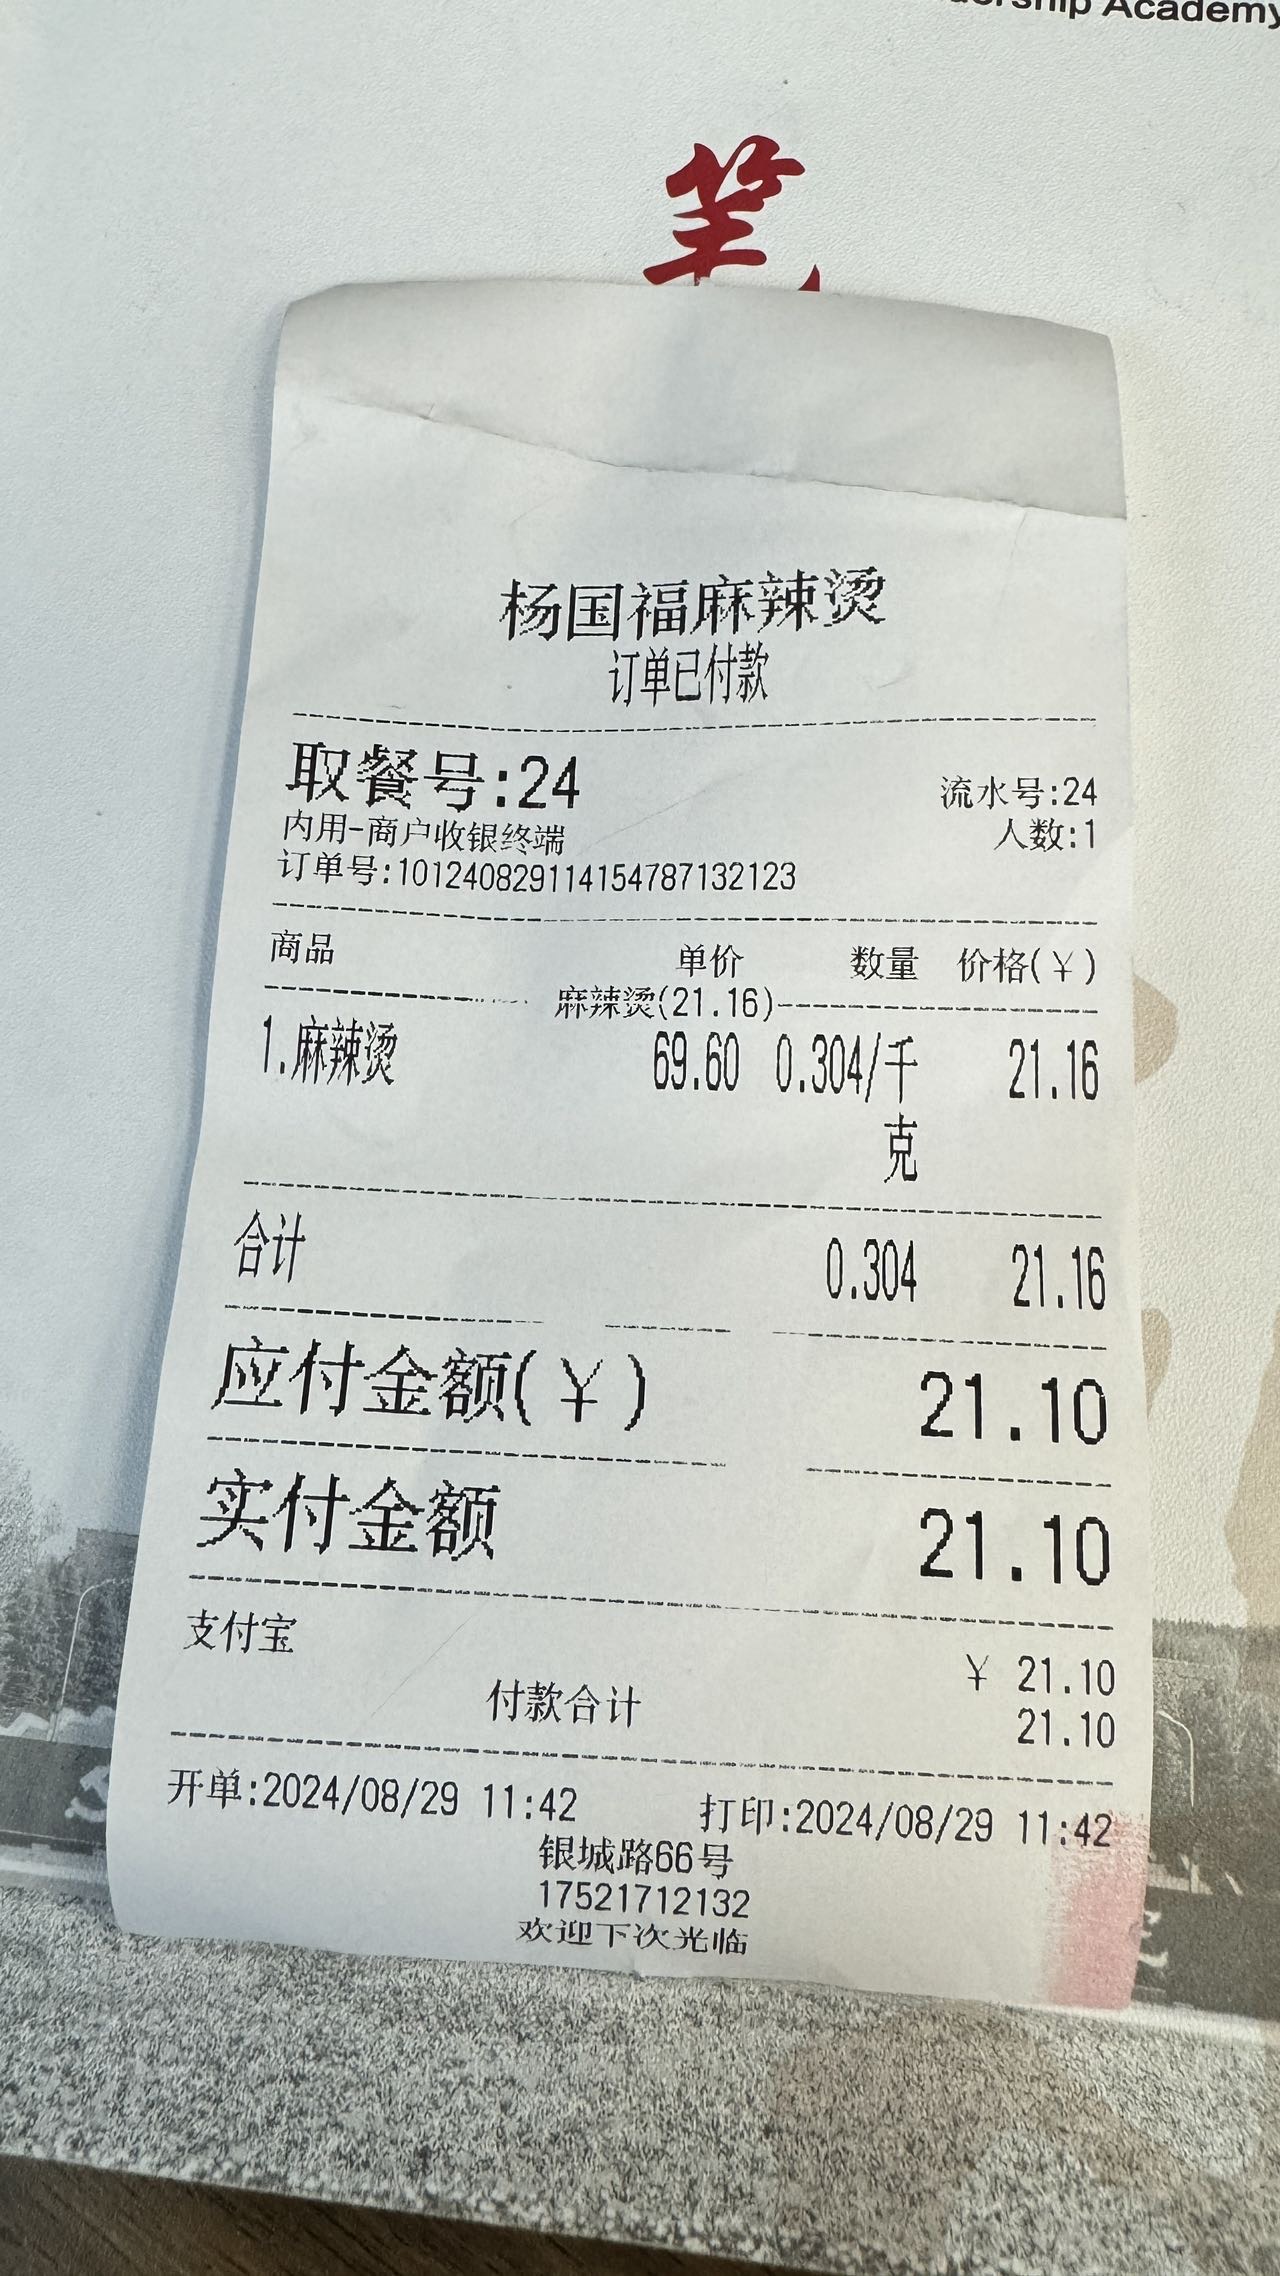 Academy
杨国福麻辣烫
订单已付款
取餐号:24
流水号:24
内用-商户收银终端
人数:1
订单号:101240829114154787132123
商品 单价 数量 价格(¥)
麻辣烫(21.16)
1.麻辣烫 69.60 0.304/千克 21.16
合计 0.304 21.16
应付金额(¥) 21.10
实付金额 21.10
支付宝 ¥ 21.10
付款合计 21.10
开单:2024/08/29 11:42 打印:2024/08/29 11:42
银城路66号
17521712132
欢迎下次光临